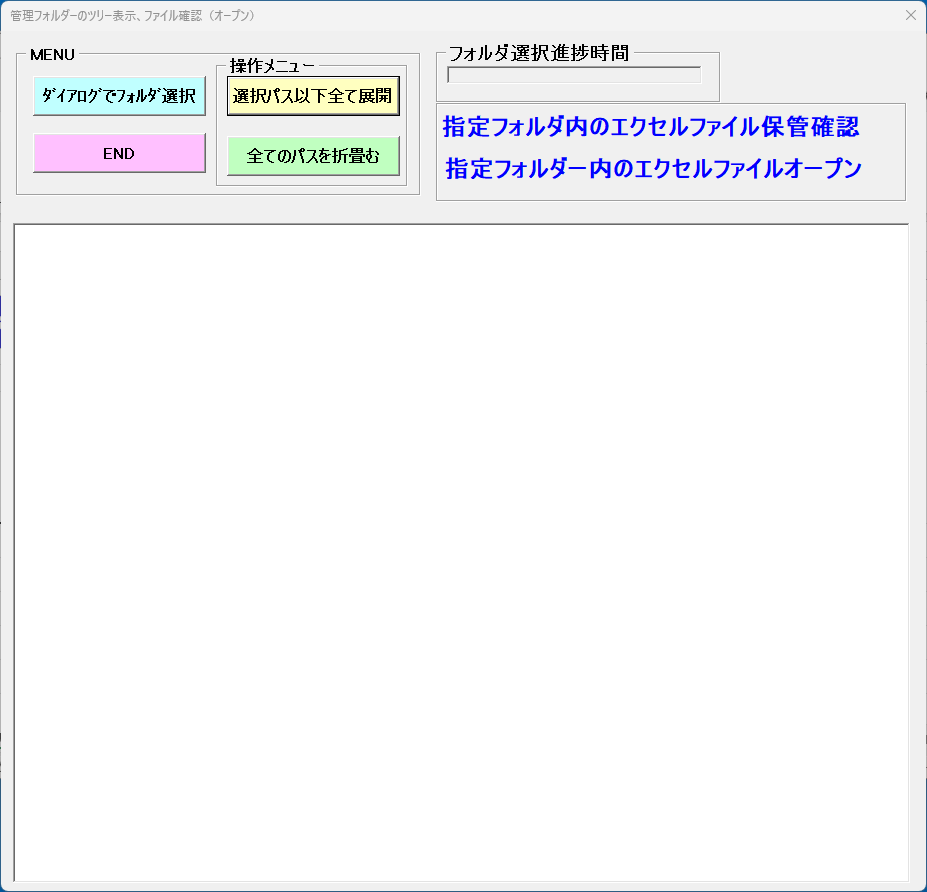 管理フォルダーのツリー表示、ファイル確認（オープン）
MENU
ﾀﾞｲｱﾛｸﾞでﾌｫﾙﾀﾞ選択
END
操作メニュー
選択パス以下全て展開
全てのパスを折畳む
フォルダ選択進捗時間
指定フォルダ内のエクセルファイル保管確認
指定フォルダー内のエクセルファイルオープン